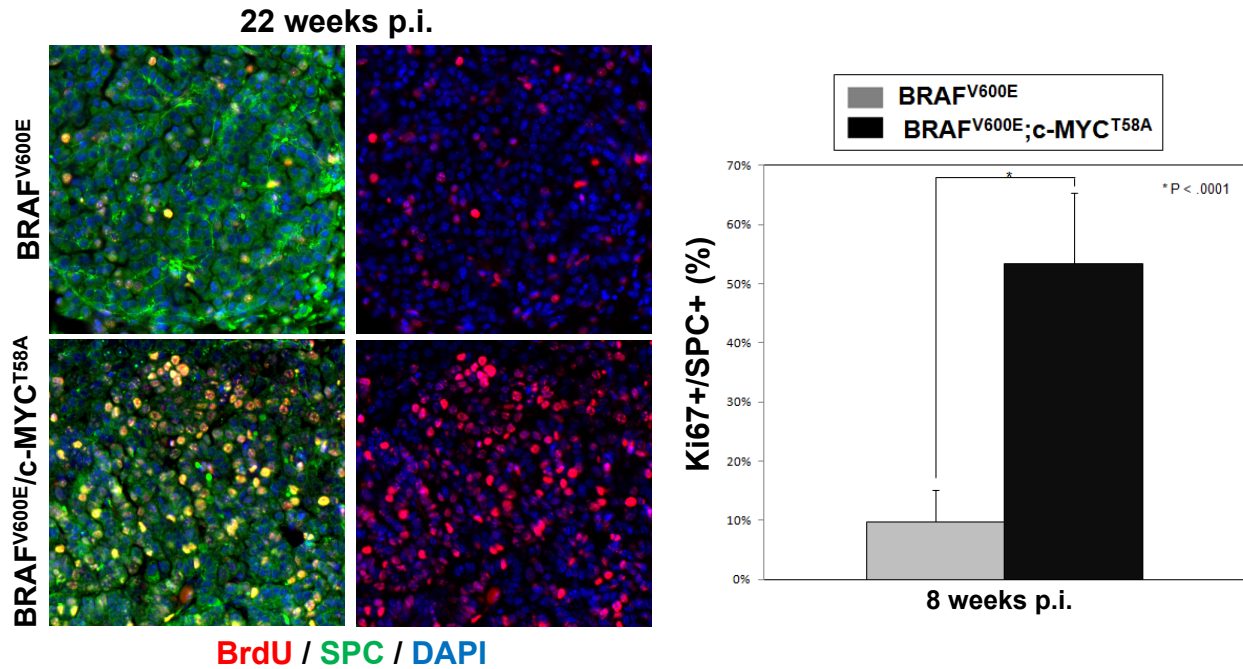 22 weeks p.i.
BRAF^V600E
BRAF^V600E/c-MYC^T58A
BrdU / SPC / DAPI
BRAF^V600E
BRAF^V600E;c-MYC^T58A
Ki67+/SPC+ (%)
70%
60%
50%
40%
30%
20%
10%
0%
*
* P < .0001
8 weeks p.i.